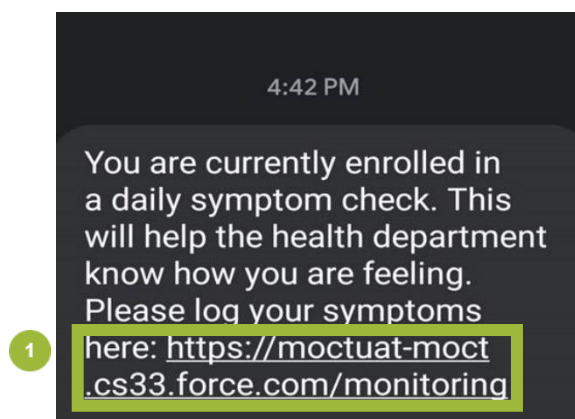 4:42 PM
You are currently enrolled in
a daily symptom check. This
will help the health department
know how you are feeling.
Please log your symptoms
1
here: https://moctuat-moct
.cs33.force.com/monitoring